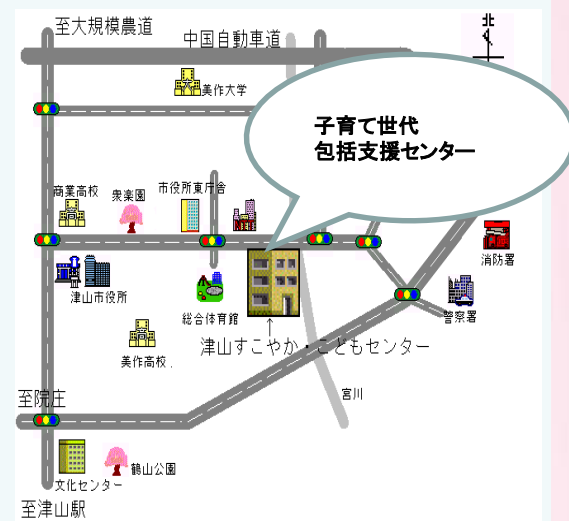 至大規模農道
北
中国自動車道
美作大学
子育て世代
包括支援センター
商業高校
衆楽園
市役所東庁舎
消防署
津山市役所
総合体育館
警察署
津山すこやか・こどもセンター
美作高校
至院庄
宮川
文化センター
鶴山公園
至津山駅